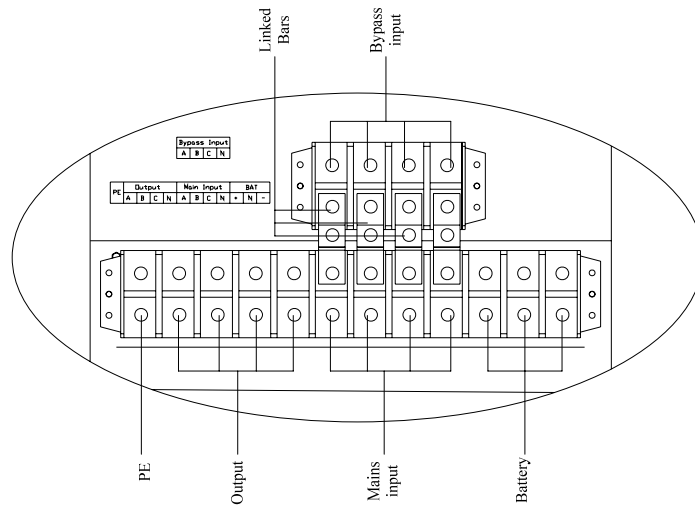 Linked
Bars
Bypass
input
Bypass Input
A B C N
PE Output Main Input BAT
A B C N A B C N + N -
PE
Output
Mains
input
Battery